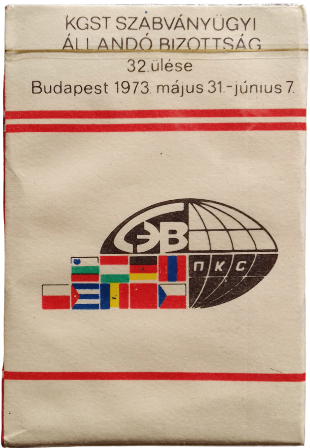 KGST SZABVÁNYÜGYI
ÁLLANDÓ BIZOTTSÁG
32. ülése
Budapest 1973. május 31.-június 7.
СЭВ
ПКС